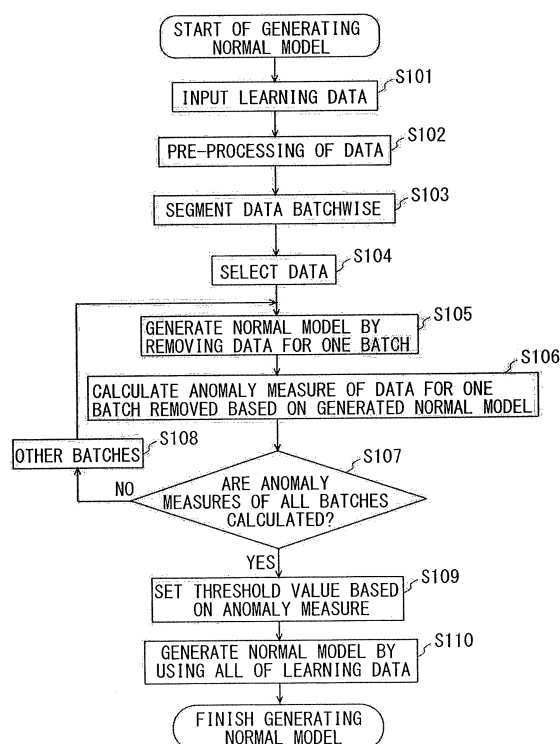 START OF GENERATING
NORMAL MODEL
S101
INPUT LEARNING DATA
S102
PRE-PROCESSING OF DATA
S103
SEGMENT DATA BATCHWISE
S104
SELECT DATA
S105
GENERATE NORMAL MODEL BY
REMOVING DATA FOR ONE BATCH
S106
CALCULATE ANOMALY MEASURE OF DATA FOR ONE
BATCH REMOVED BASED ON GENERATED NORMAL MODEL
S108
OTHER BATCHES
S107
ARE ANOMALY
MEASURES OF ALL BATCHES
CALCULATED?
NO
YES
S109
SET THRESHOLD VALUE BASED
ON ANOMALY MEASURE
S110
GENERATE NORMAL MODEL BY
USING ALL OF LEARNING DATA
FINISH GENERATING
NORMAL MODEL